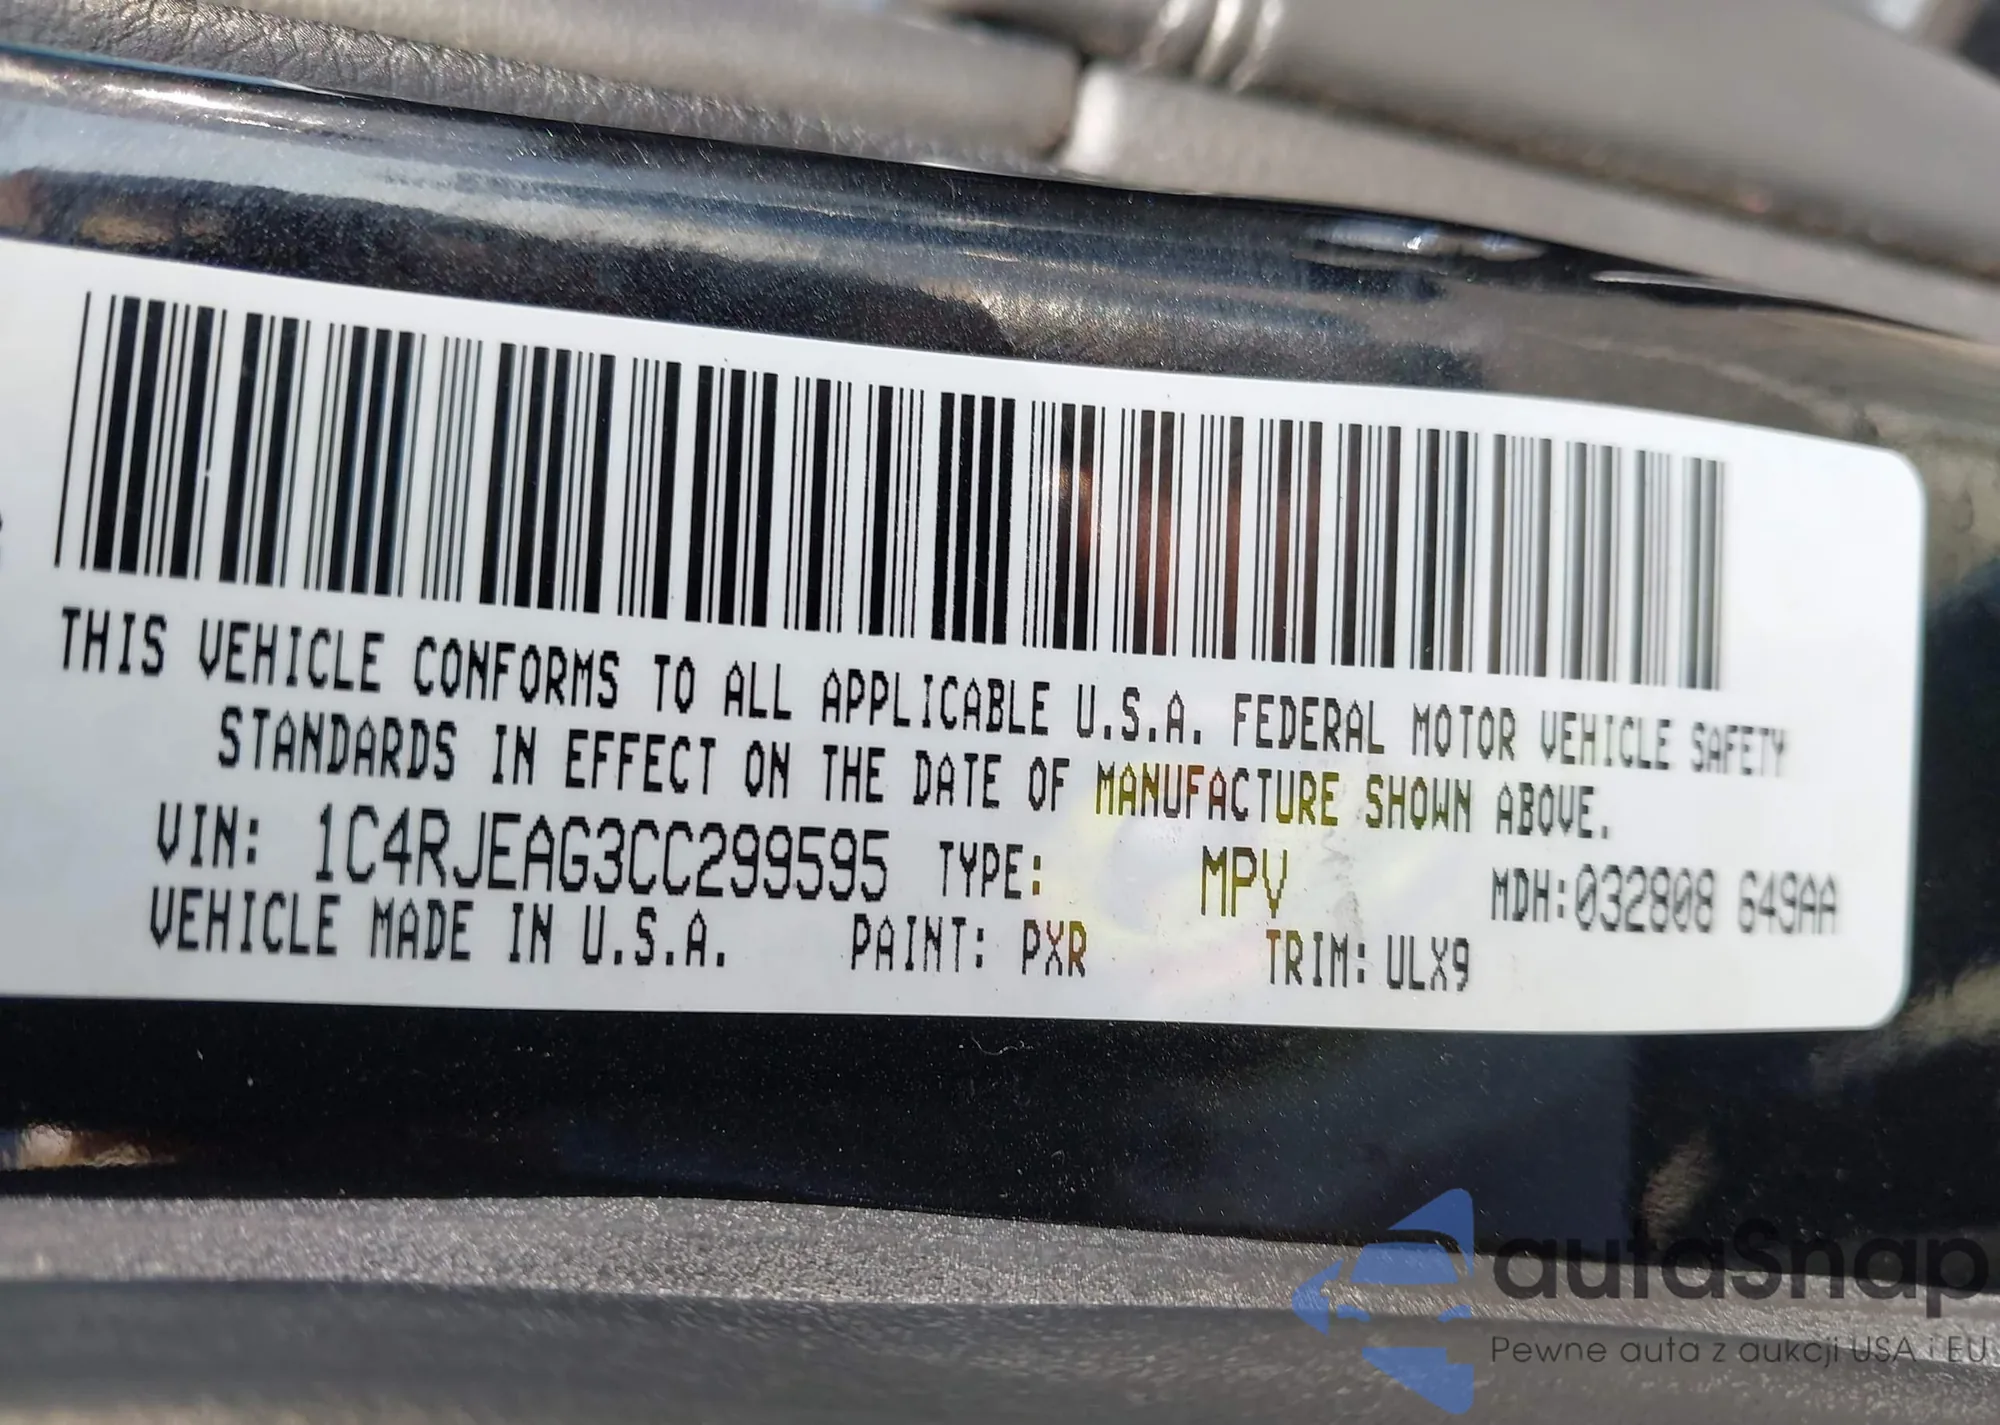 THIS VEHICLE CONFORMS TO ALL APPLICABLE U.S.A. FEDERAL MOTOR VEHICLE SAFETY
STANDARDS IN EFFECT ON THE DATE OF MANUFACTURE SHOWN ABOVE.
VIN: 1C4RJEAG3CC299595 TYPE: MPV MDH:032808 649AA
VEHICLE MADE IN U.S.A. PAINT: PXR TRIM: ULX9
autaSnap
Pewne auta z aukcji USA i EU